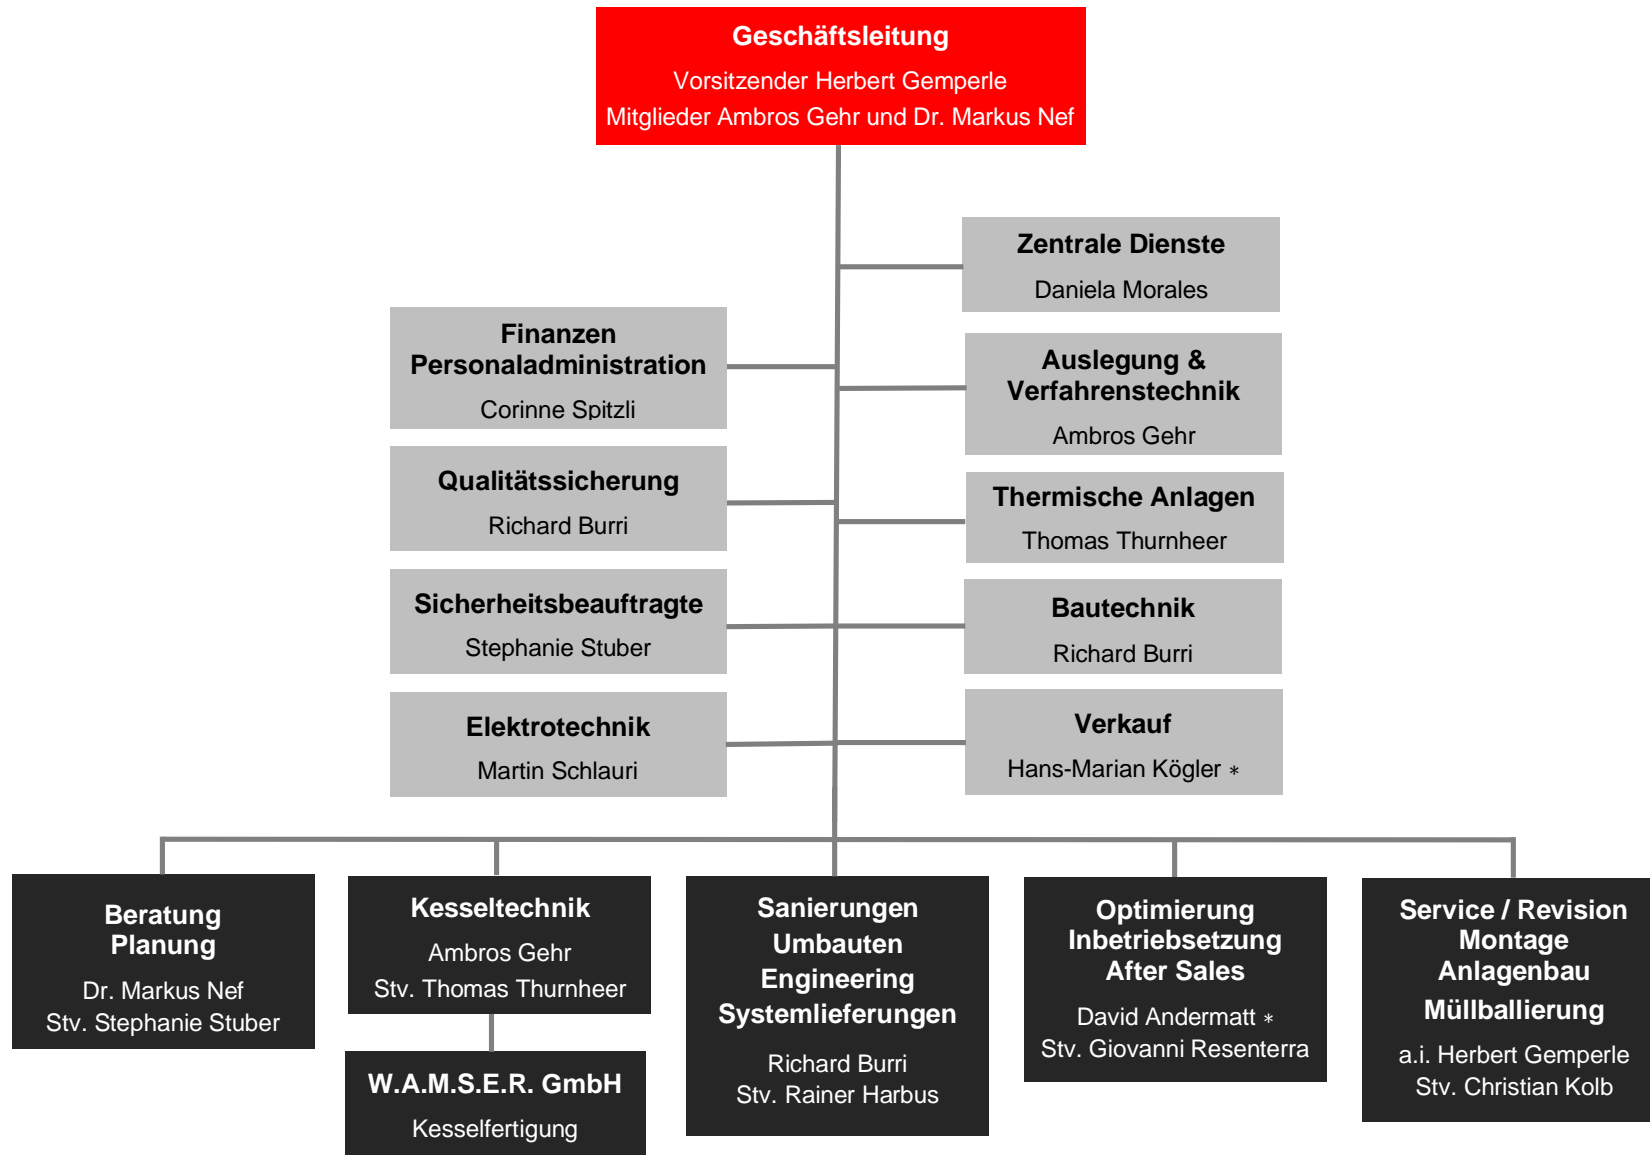 Geschäftsleitung
Vorsitzender Herbert Gemperle
Mitglieder Ambros Gehr und Dr. Markus Nef
Zentrale Dienste
Daniela Morales
Finanzen
Personaladministration
Corinne Spitzli
Auslegung &
Verfahrenstechnik
Ambros Gehr
Qualitätssicherung
Richard Burri
Thermische Anlagen
Thomas Thurnheer
Sicherheitsbeauftragte
Stephanie Stuber
Bautechnik
Richard Burri
Elektrotechnik
Martin Schlauri
Verkauf
Hans-Marian Kögler *
Beratung
Planung
Dr. Markus Nef
Stv. Stephanie Stuber
Kesseltechnik
Ambros Gehr
Stv. Thomas Thurnheer
W.A.M.S.E.R. GmbH
Kesselfertigung
Sanierungen
Umbauten
Engineering
Systemlieferungen
Richard Burri
Stv. Rainer Harbus
Optimierung
Inbetriebsetzung
After Sales
David Andermatt *
Stv. Giovanni Resenterra
Service / Revision
Montage
Anlagenbau
Müllballierung
a.i. Herbert Gemperle
Stv. Christian Kolb